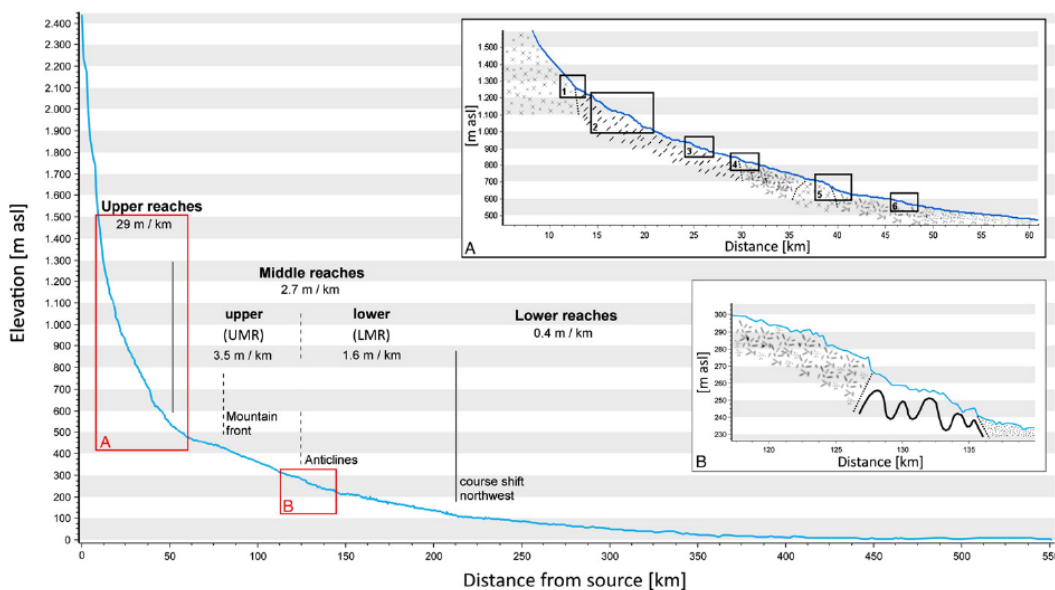 Elevation [m asl]
2.400
2.300
2.200
2.100
2.000
1.900
1.800
1.700
1.600
1.500
1.400
1.300
1.200
1.100
1.000
900
800
700
600
500
400
300
200
100
0
0
50
100
150
200
250
300
350
400
450
500
550
Distance from source [km]
Upper reaches
29 m / km
A
Middle reaches
2.7 m / km
upper
(UMR)
3.5 m / km
lower
(LMR)
1.6 m / km
Lower reaches
0.4 m / km
Mountain
front
Anticlines
B
course shift
northwest
[m asl]
1.500
1.400
1.300
1.200
1.100
1.000
900
800
700
600
500
1
2
3
4
5
6
10
15
20
25
30
35
40
45
50
55
60
Distance [km]
A
[m asl]
300
290
280
270
260
250
240
230
120
125
130
135
Distance [km]
B